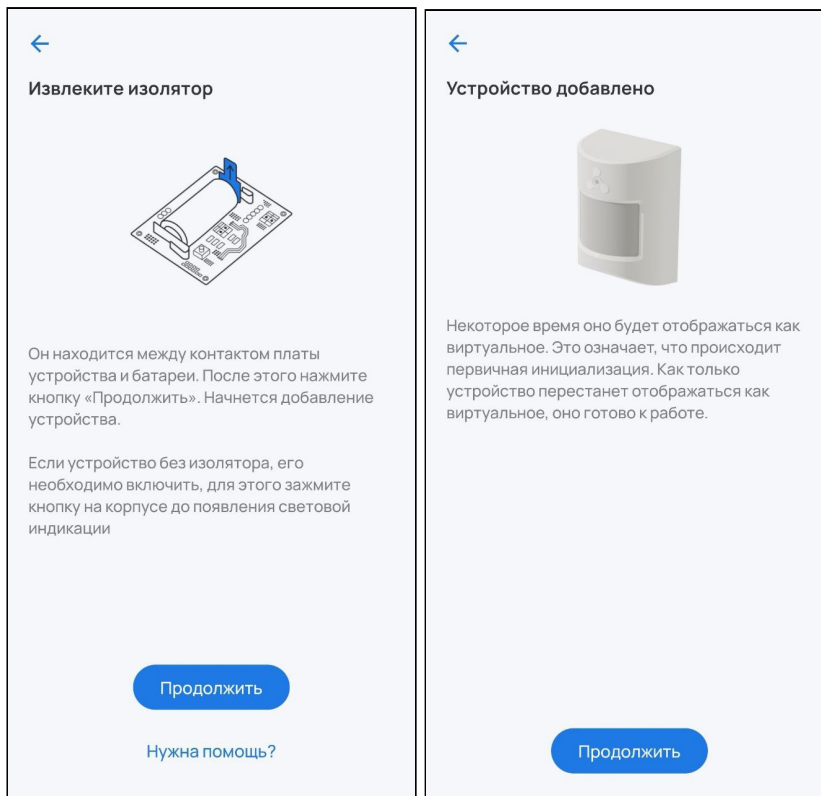 Извлеките изолятор
Он находится между контактом платы
устройства и батареи. После этого нажмите
кнопку «Продолжить». Начнется добавление
устройства.
Если устройство без изолятора, его
необходимо включить, для этого зажмите
кнопку на корпусе до появления световой
индикации
Продолжить
Нужна помощь?
Устройство добавлено
Некоторое время оно будет отображаться как
виртуальное. Это означает, что происходит
первичная инициализация. Как только
устройство перестанет отображаться как
виртуальное, оно готово к работе.
Продолжить